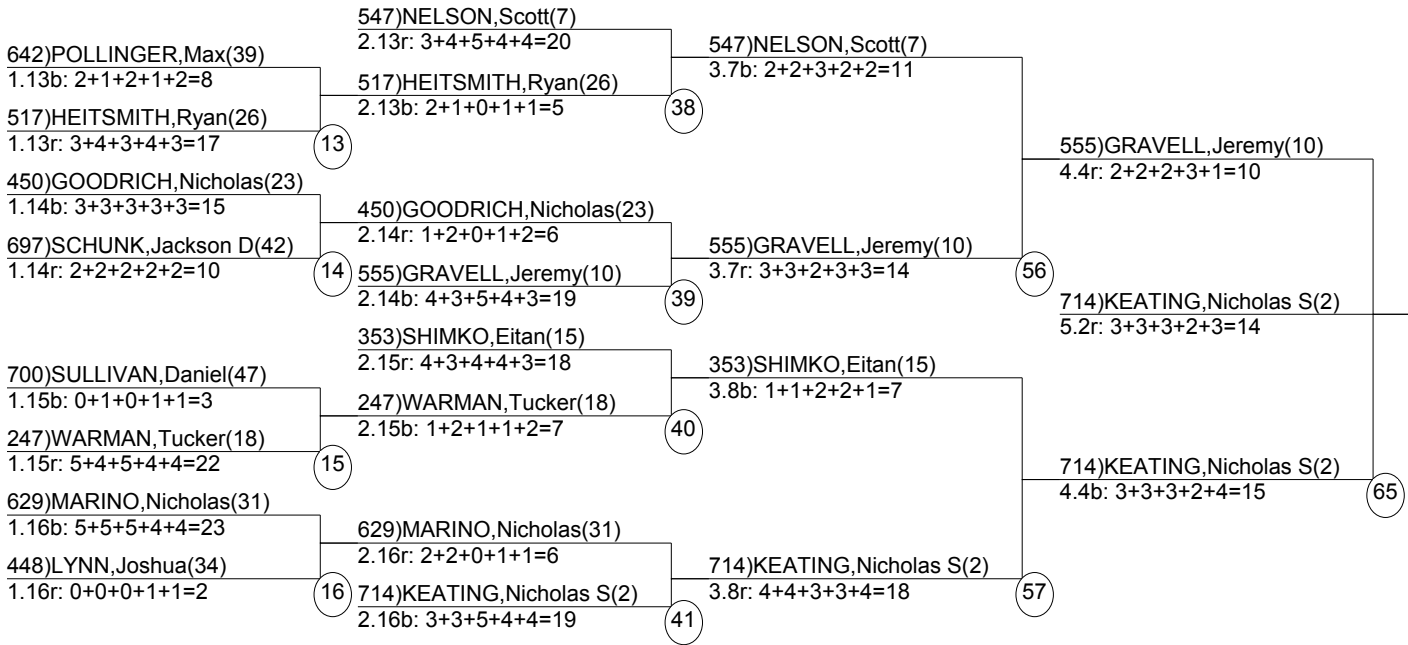 642)POLLINGER,Max(39)
1.13b: 2+1+2+1+2=8
517)HEITSMITH,Ryan(26)
1.13r: 3+4+3+4+3=17
13
450)GOODRICH,Nicholas(23)
1.14b: 3+3+3+3+3=15
697)SCHUNK,Jackson D(42)
1.14r: 2+2+2+2+2=10
14
700)SULLIVAN,Daniel(47)
1.15b: 0+1+0+1+1=3
247)WARMAN,Tucker(18)
1.15r: 5+4+5+4+4=22
15
629)MARINO,Nicholas(31)
1.16b: 5+5+5+4+4=23
448)LYNN,Joshua(34)
1.16r: 0+0+0+1+1=2
16
547)NELSON,Scott(7)
2.13r: 3+4+5+4+4=20
517)HEITSMITH,Ryan(26)
2.13b: 2+1+0+1+1=5
38
450)GOODRICH,Nicholas(23)
2.14r: 1+2+0+1+2=6
555)GRAVELL,Jeremy(10)
2.14b: 4+3+5+4+3=19
39
353)SHIMKO,Eitan(15)
2.15r: 4+3+4+4+3=18
247)WARMAN,Tucker(18)
2.15b: 1+2+1+1+2=7
40
629)MARINO,Nicholas(31)
2.16r: 2+2+0+1+1=6
714)KEATING,Nicholas S(2)
2.16b: 3+3+5+4+4=19
41
547)NELSON,Scott(7)
3.7b: 2+2+3+2+2=11
555)GRAVELL,Jeremy(10)
3.7r: 3+3+2+3+3=14
56
353)SHIMKO,Eitan(15)
3.8b: 1+1+2+2+1=7
714)KEATING,Nicholas S(2)
3.8r: 4+4+3+3+4=18
57
555)GRAVELL,Jeremy(10)
4.4r: 2+2+2+3+1=10
714)KEATING,Nicholas S(2)
5.2r: 3+3+3+2+3=14
714)KEATING,Nicholas S(2)
4.4b: 3+3+3+2+4=15
65